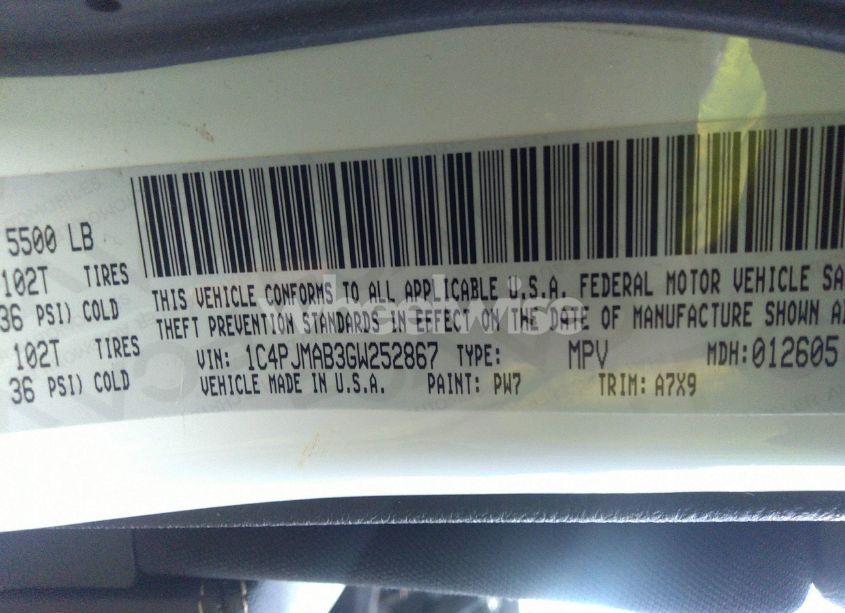 5500 LB
102T TIRES
36 PSI) COLD
102T TIRES
36 PSI) COLD
THIS VEHICLE CONFORMS TO ALL APPLICABLE U.S.A. FEDERAL MOTOR VEHICLE SA
THEFT PREVENTION STANDARDS IN EFFECT ON THE DATE OF MANUFACTURE SHOWN A
VIN: 1C4PJMAB3GW252867 TYPE: MPV MDH: 012605
VEHICLE MADE IN U.S.A. PAINT: PW7 TRIM: A7X9
wheelwise